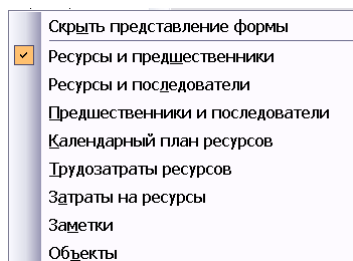 Скрыть представление формы
Ресурсы и предшественники
Ресурсы и последователи
Предшественники и последователи
Календарный план ресурсов
Трудозатраты ресурсов
Затраты на ресурсы
Заметки
Объекты